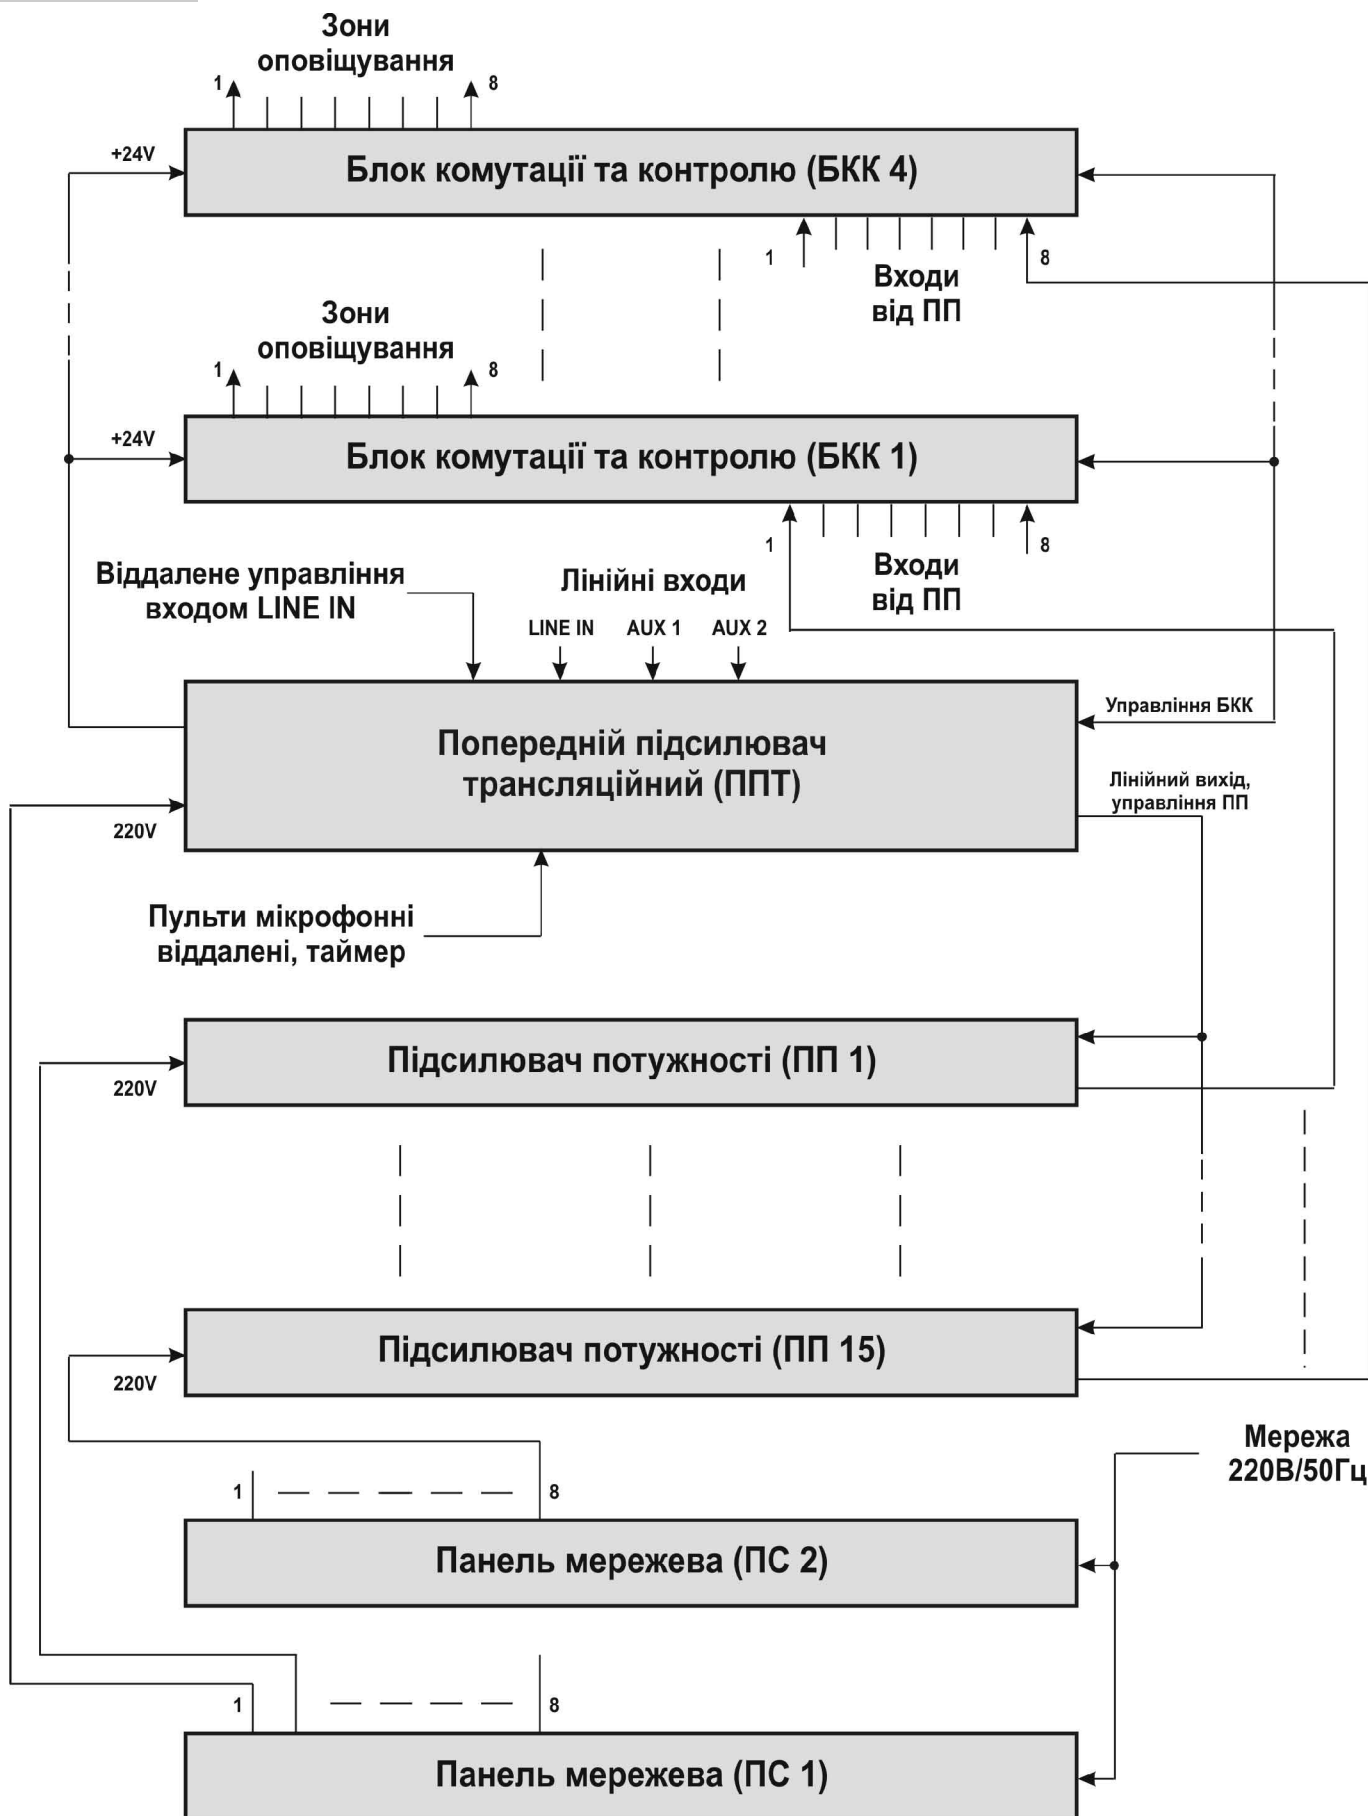 Зони
оповіщування
1
8
+24V
Блок комутації та контролю (БКК 4)
1
8
Входи
від ПП
Зони
оповіщування
1
8
+24V
Блок комутації та контролю (БКК 1)
1
8
Входи
від ПП
Віддалене управління
входом LINE IN
Лінійні входи
LINE IN AUX 1 AUX 2
Управління БКК
Попередній підсилювач
трансляційний (ППТ)
Лінійний вихід,
управління ПП
220V
Пульти мікрофонні
віддалені, таймер
Підсилювач потужності (ПП 1)
220V
Підсилювач потужності (ПП 15)
220V
Мережа
220В/50Гц
1
8
Панель мережева (ПС 2)
1
8
Панель мережева (ПС 1)